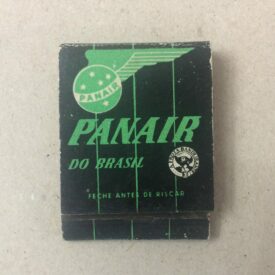 PANAIR
PANAIR
DO BRASIL
FECHE ANTES DE RISCAR